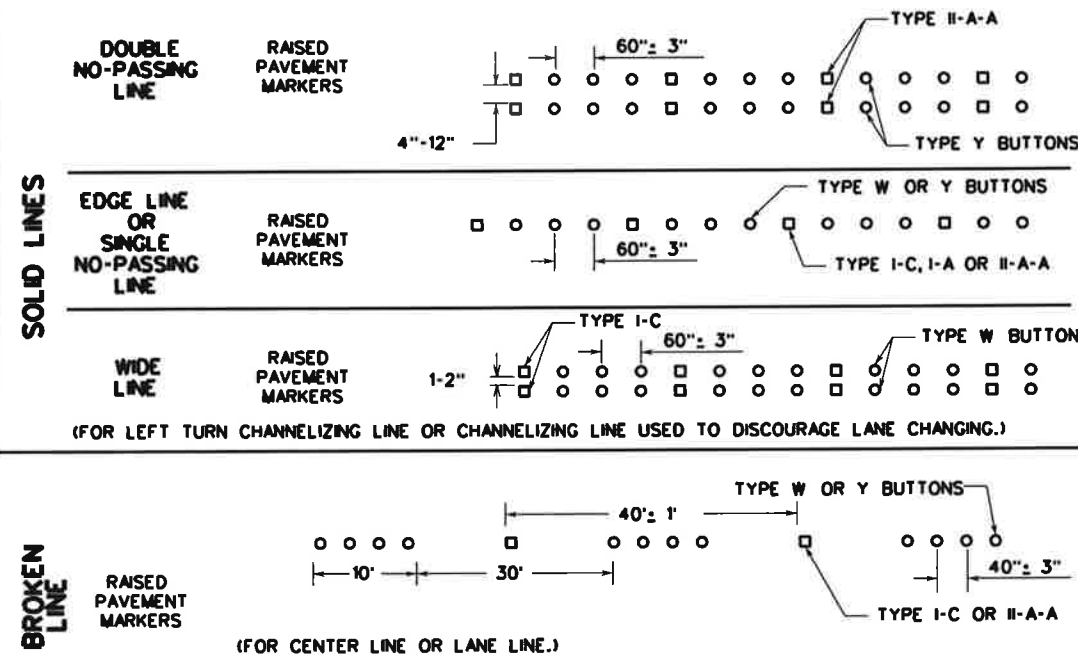 SOLID LINES
DOUBLE
NO-PASSING
LINE
RAISED
PAVEMENT
MARKERS
60"± 3"
4"-12"
TYPE II-A-A
TYPE Y BUTTONS
EDGE LINE
OR
SINGLE
NO-PASSING
LINE
RAISED
PAVEMENT
MARKERS
60"± 3"
TYPE W OR Y BUTTONS
TYPE I-C, I-A OR II-A-A
WIDE
LINE
RAISED
PAVEMENT
MARKERS
1-2"
TYPE I-C
60"± 3"
TYPE W BUTTON
(FOR LEFT TURN CHANNELIZING LINE OR CHANNELIZING LINE USED TO DISCOURAGE LANE CHANGING.)
BROKEN
LINE
RAISED
PAVEMENT
MARKERS
10'
30'
40'± 1'
TYPE W OR Y BUTTONS
40"± 3"
TYPE I-C OR II-A-A
(FOR CENTER LINE OR LANE LINE.)